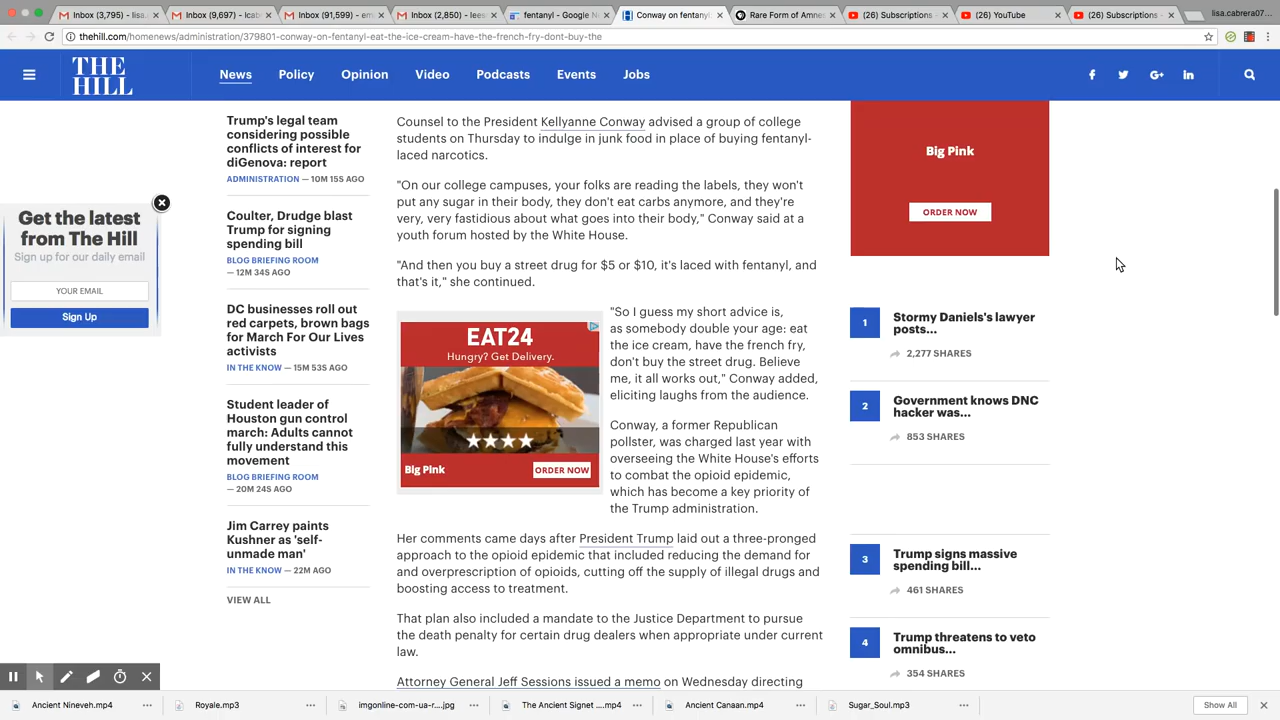 Inbox (3,795) - lisa.
Inbox (9,697) - lcab
Inbox (91,599) - em
Inbox (2,850) - lees
fentanyl - Google N
Conway on fentanyl
Rare Form of Amnes
(26) Subscriptions -
(26) YouTube
(26) Subscriptions -
lisa.cabrera07...
thehill.com/homenews/administration/379801-conway-on-fentanyl-eat-the-ice-cream-have-the-french-fry-dont-buy-the
THE
HILL
News
Policy
Opinion
Video
Podcasts
Events
Jobs
Get the latest
from The Hill
Sign up for our daily email
YOUR EMAIL
Sign Up
Trump's legal team
considering possible
conflicts of interest for
diGenova: report
ADMINISTRATION — 10M 15S AGO
Coulter, Drudge blast
Trump for signing
spending bill
BLOG BRIEFING ROOM
— 12M 34S AGO
DC businesses roll out
red carpets, brown bags
for March For Our Lives
activists
IN THE KNOW — 15M 53S AGO
Student leader of
Houston gun control
march: Adults cannot
fully understand this
movement
BLOG BRIEFING ROOM
— 20M 24S AGO
Jim Carrey paints
Kushner as 'self-
unmade man'
IN THE KNOW — 22M AGO
VIEW ALL
Counsel to the President Kellyanne Conway advised a group of college
students on Thursday to indulge in junk food in place of buying fentanyl-
laced narcotics.
"On our college campuses, your folks are reading the labels, they won't
put any sugar in their body, they don't eat carbs anymore, and they're
very, very fastidious about what goes into their body," Conway said at a
youth forum hosted by the White House.
"And then you buy a street drug for $5 or $10, it's laced with fentanyl, and
that's it," she continued.
EAT24
Hungry? Get Delivery.
Big Pink
ORDER NOW
"So I guess my short advice is,
as somebody double your age: eat
the ice cream, have the french fry,
don't buy the street drug. Believe
me, it all works out," Conway added,
eliciting laughs from the audience.
Conway, a former Republican
pollster, was charged last year with
overseeing the White House's efforts
to combat the opioid epidemic,
which has become a key priority of
the Trump administration.
Her comments came days after President Trump laid out a three-pronged
approach to the opioid epidemic that included reducing the demand for
and overprescription of opioids, cutting off the supply of illegal drugs and
boosting access to treatment.
That plan also included a mandate to the Justice Department to pursue
the death penalty for certain drug dealers when appropriate under current
law.
Attorney General Jeff Sessions issued a memo on Wednesday directing
Big Pink
ORDER NOW
1
Stormy Daniels's lawyer
posts...
2,277 SHARES
2
Government knows DNC
hacker was...
853 SHARES
3
Trump signs massive
spending bill...
461 SHARES
4
Trump threatens to veto
omnibus...
354 SHARES
Ancient Nineveh.mp4
Royale.mp3
imgonline-com-ua-r....jpg
The Ancient Signet ....mp4
Ancient Canaan.mp4
Sugar_Soul.mp3
Show All